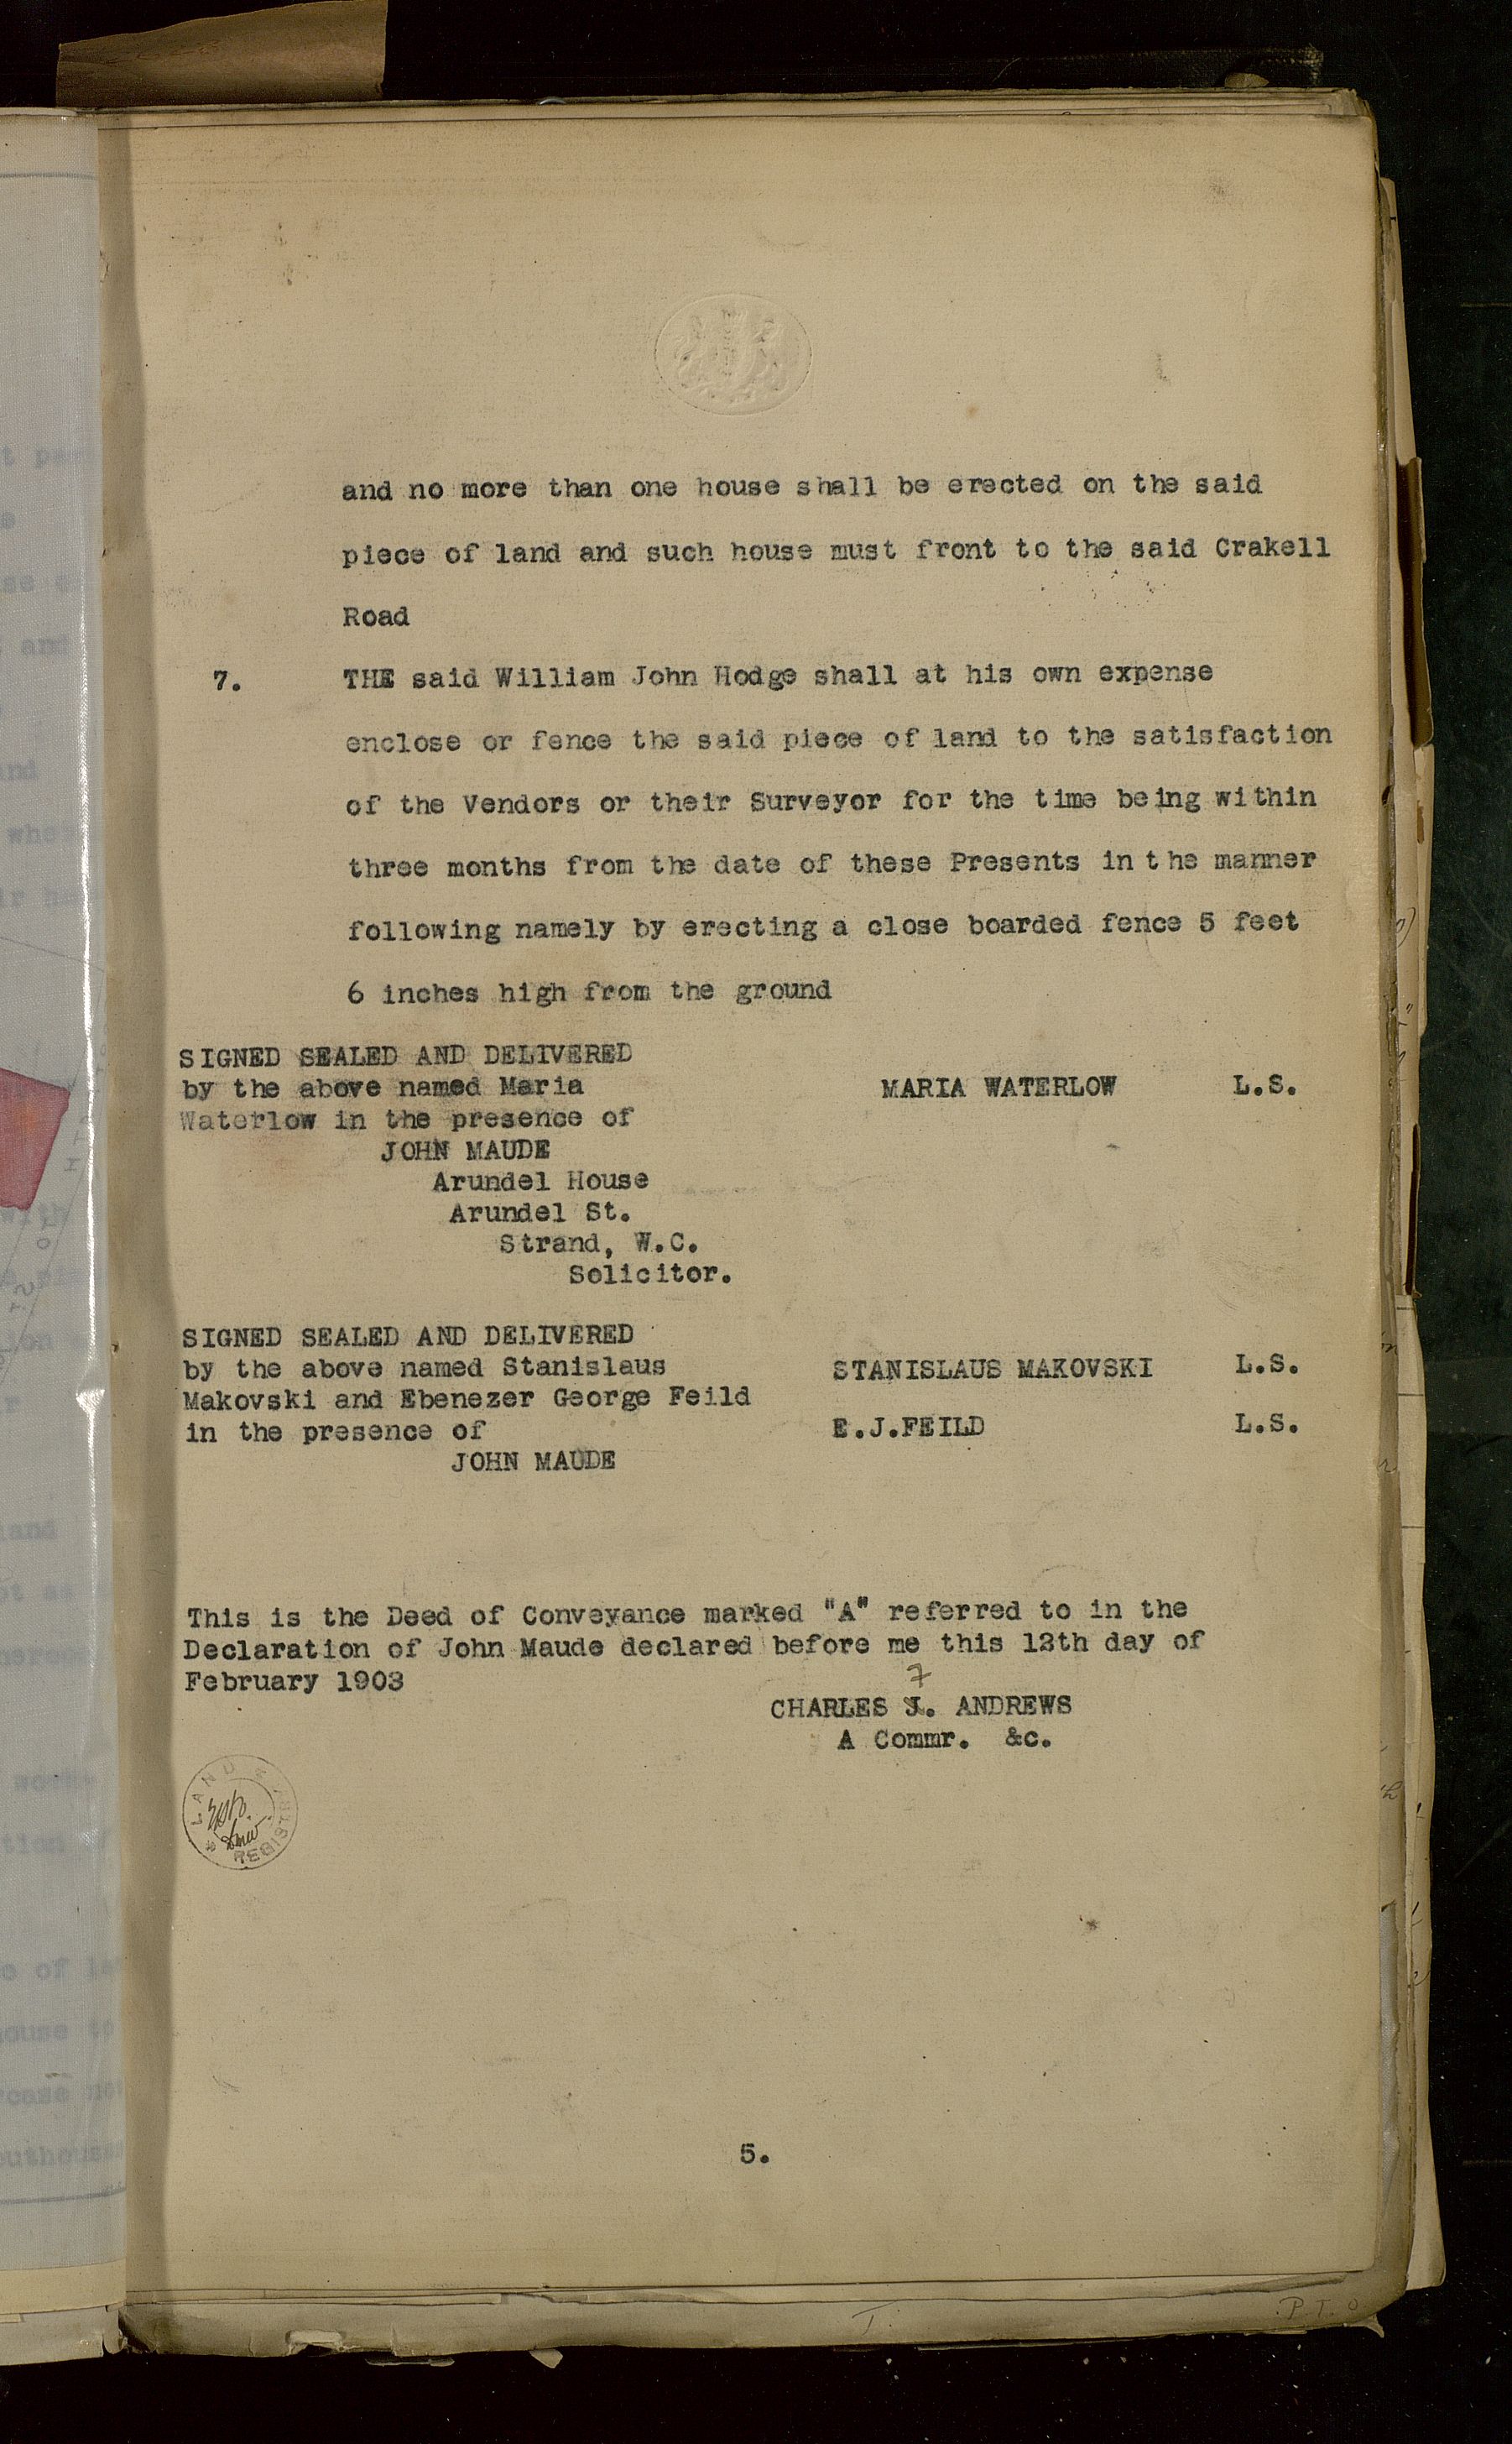 and no more than one house shall be erected on the said
piece of land and such house must front to the said Crakell
Road
7. THE said William John Hodge shall at his own expense
enclose or fence the said piece of land to the satisfaction
of the Vendors or their Surveyor for the time being within
three months from the date of these Presents in the manner
following namely by erecting a close boarded fence 5 feet
6 inches high from the ground
SIGNED SEALED AND DELIVERED
by the above named Maria MARIA WATERLOW L.S.
Waterlow in the presence of
JOHN MAUDE
Arundel House
Arundel St.
Strand, W.C.
Solicitor.
SIGNED SEALED AND DELIVERED
by the above named Stanislaus STANISLAUS MAKOVSKI L.S.
Makovski and Ebenezer George Feild
in the presence of E.J.FEILD L.S.
JOHN MAUDE
This is the Deed of Conveyance marked "A" referred to in the
Declaration of John Maude declared before me this 12th day of
February 1903
CHARLES J. ANDREWS
A Commr. &c.
LAND REGISTRY
5.
P.T.O